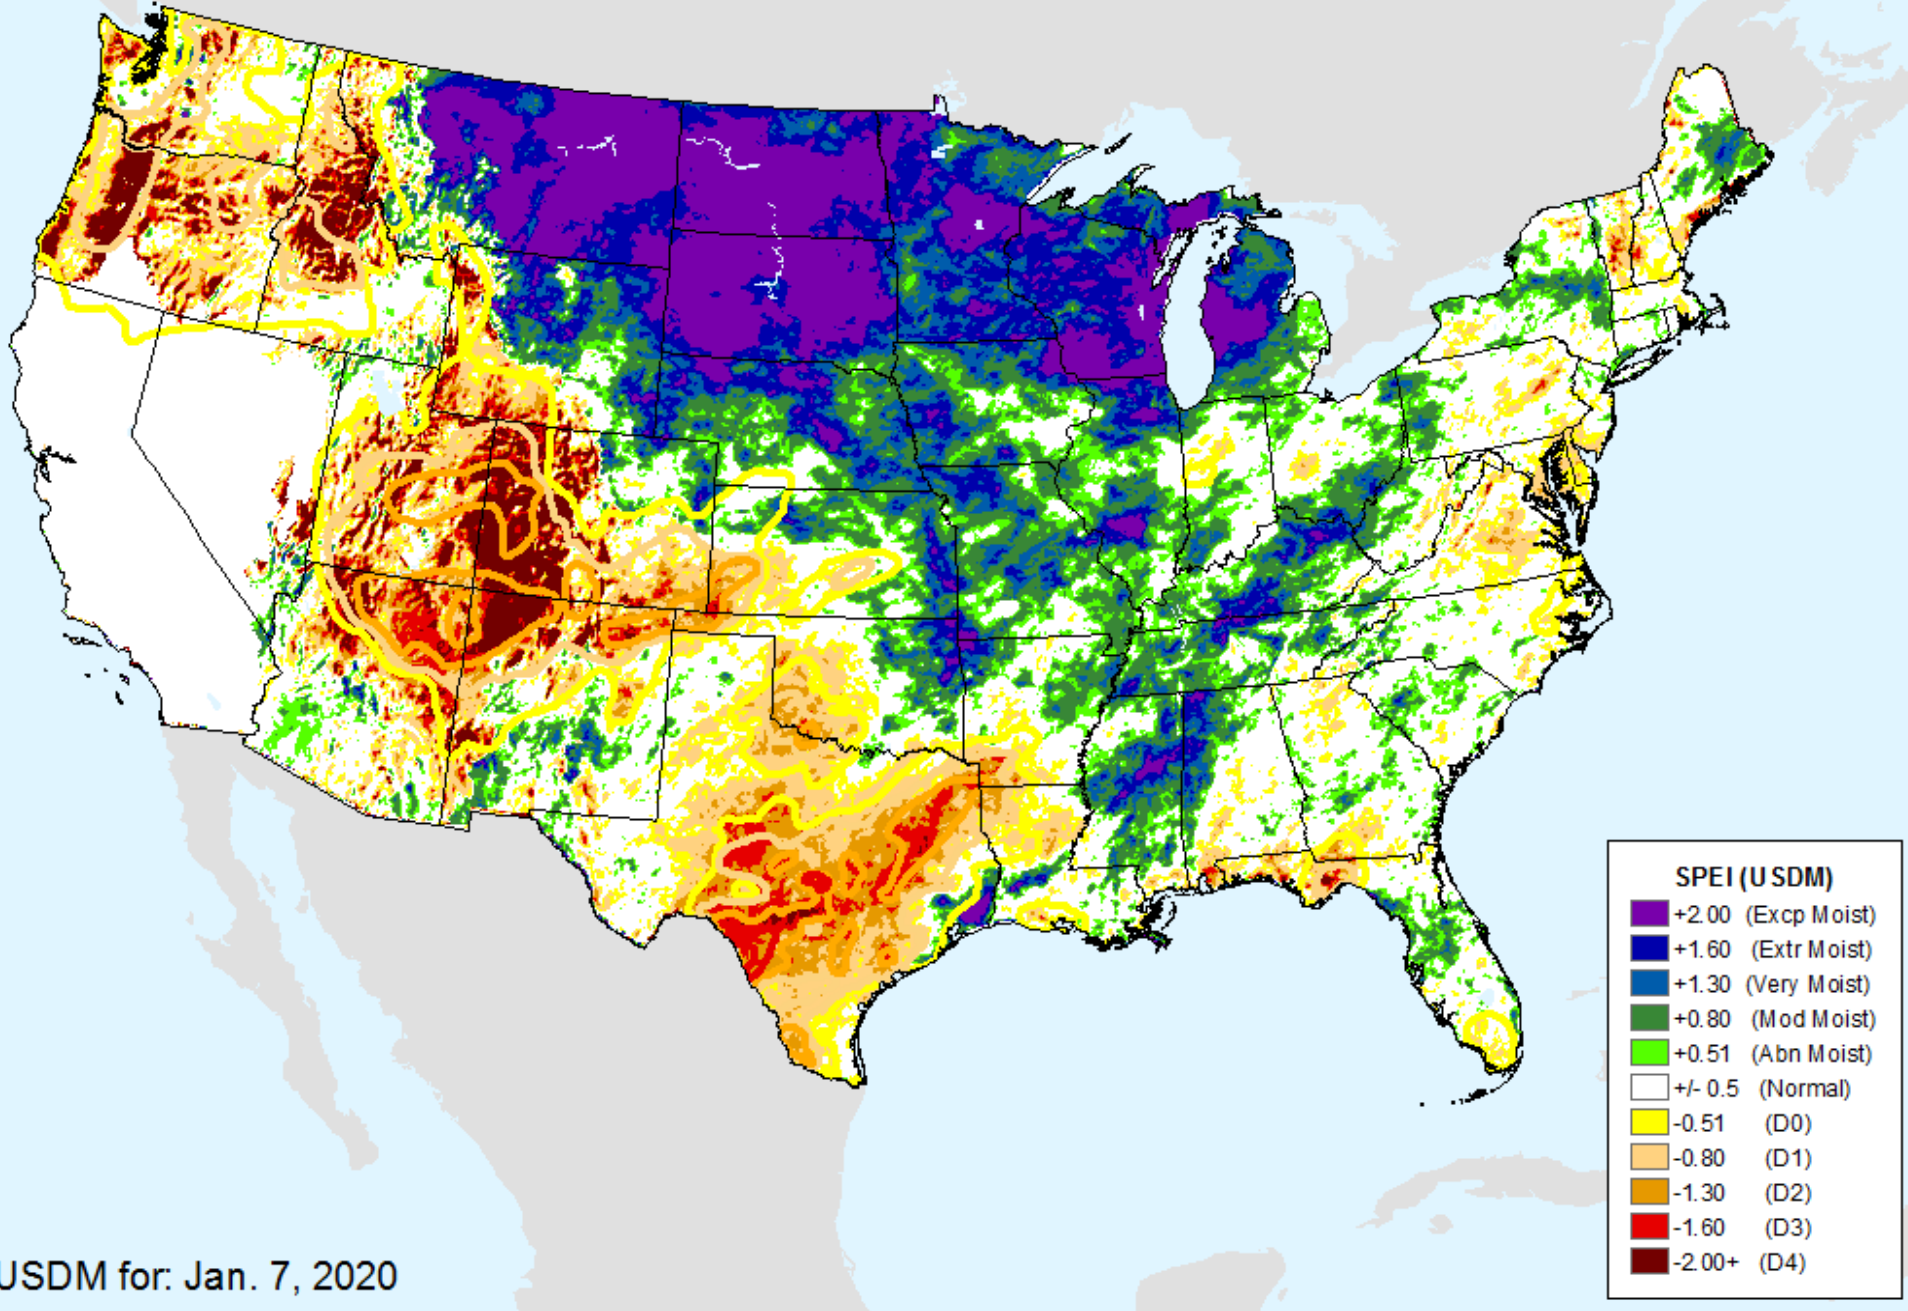 SPEI (USDM)
+2.00 (Excp Moist)
+1.60 (Extr Moist)
+1.30 (Very Moist)
+0.80 (Mod Moist)
+0.51 (Abn Moist)
+/- 0.5 (Normal)
-0.51 (D0)
-0.80 (D1)
-1.30 (D2)
-1.60 (D3)
-2.00+ (D4)
USDM for: Jan. 7, 2020